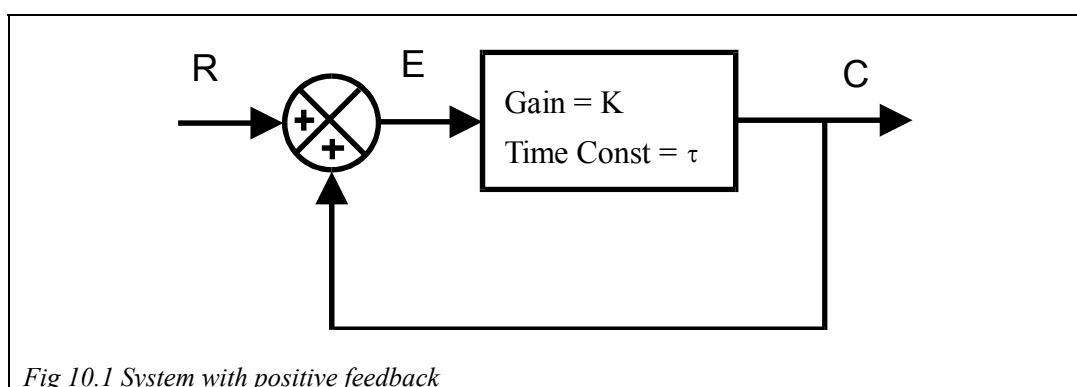 R
E
C
+
+
Gain = K
Time Const = τ
Fig 10.1 System with positive feedback